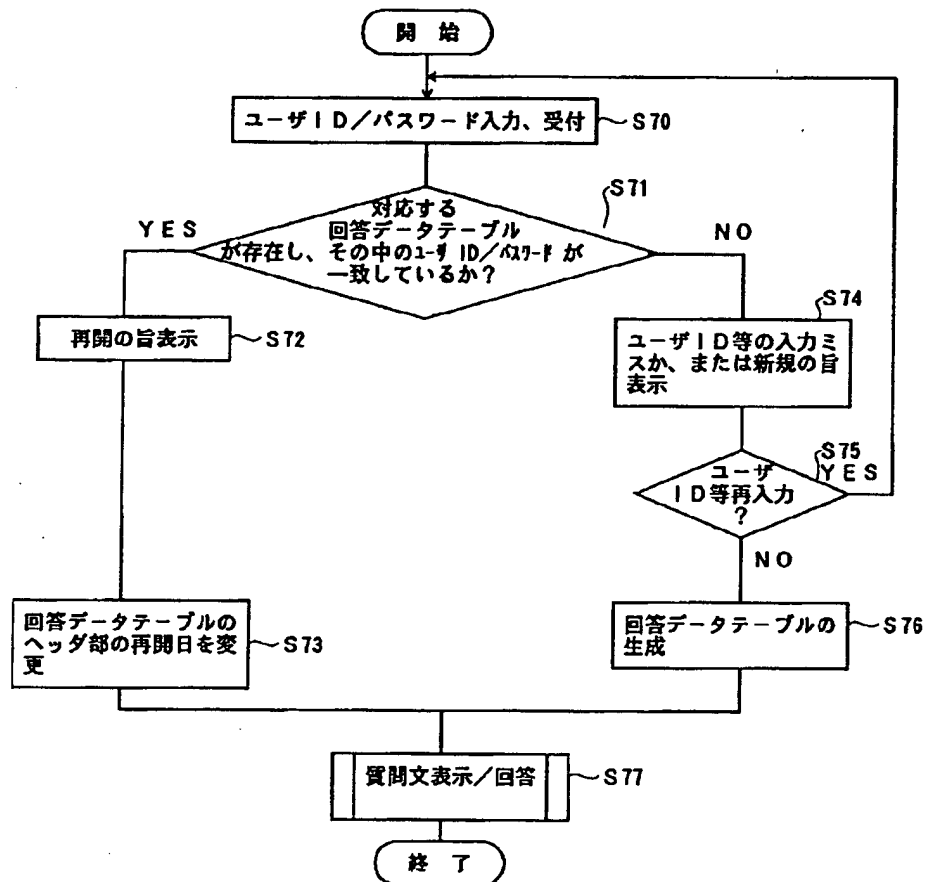 開 始
ユーザID/パスワード入力、受付
S70
S71
対応する
回答データテーブル
が存在し、その中のユーザ ID/パスワード が
一致しているか?
YES
NO
再開の旨表示
S72
S74
ユーザID等の入力ミ
スか、または新規の旨
表示
S75
ユーザ
ID等再入力
?
YES
NO
回答データテーブルの
ヘッダ部の再開日を変
更
S73
回答データテーブルの
生成
S76
質問文表示/回答
S77
終 了